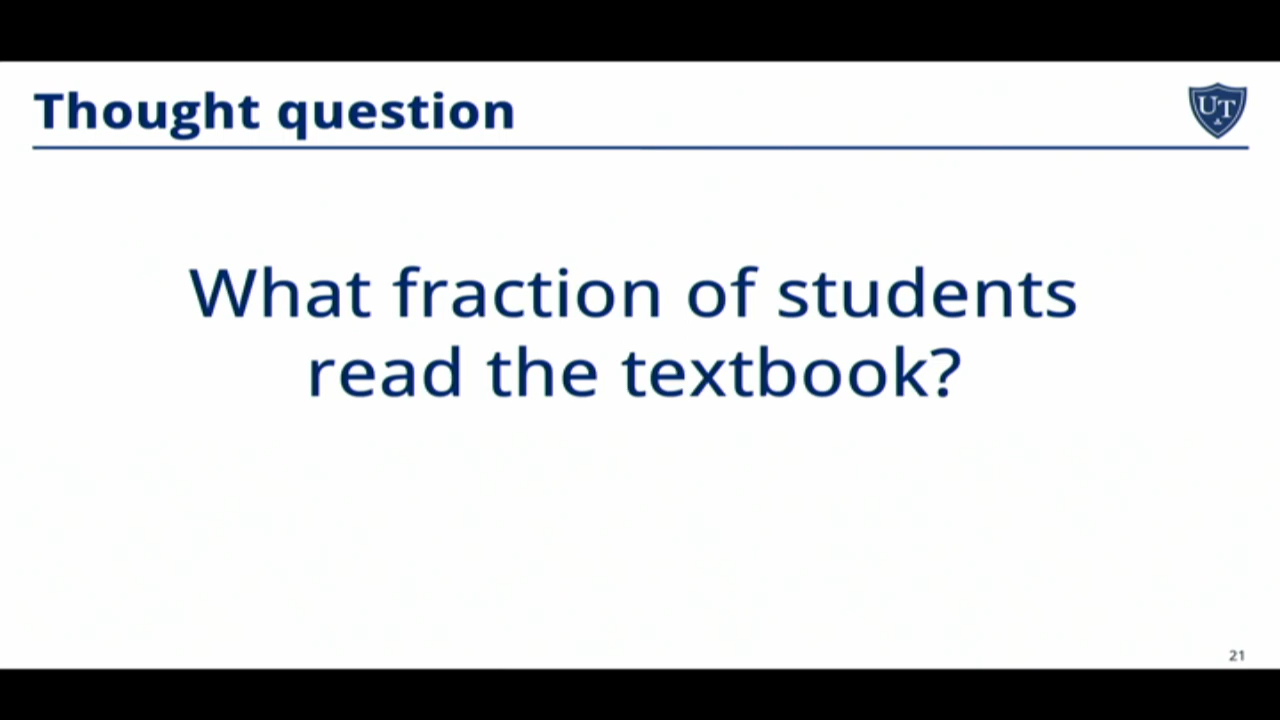 Thought question
UT
What fraction of students
read the textbook?
21